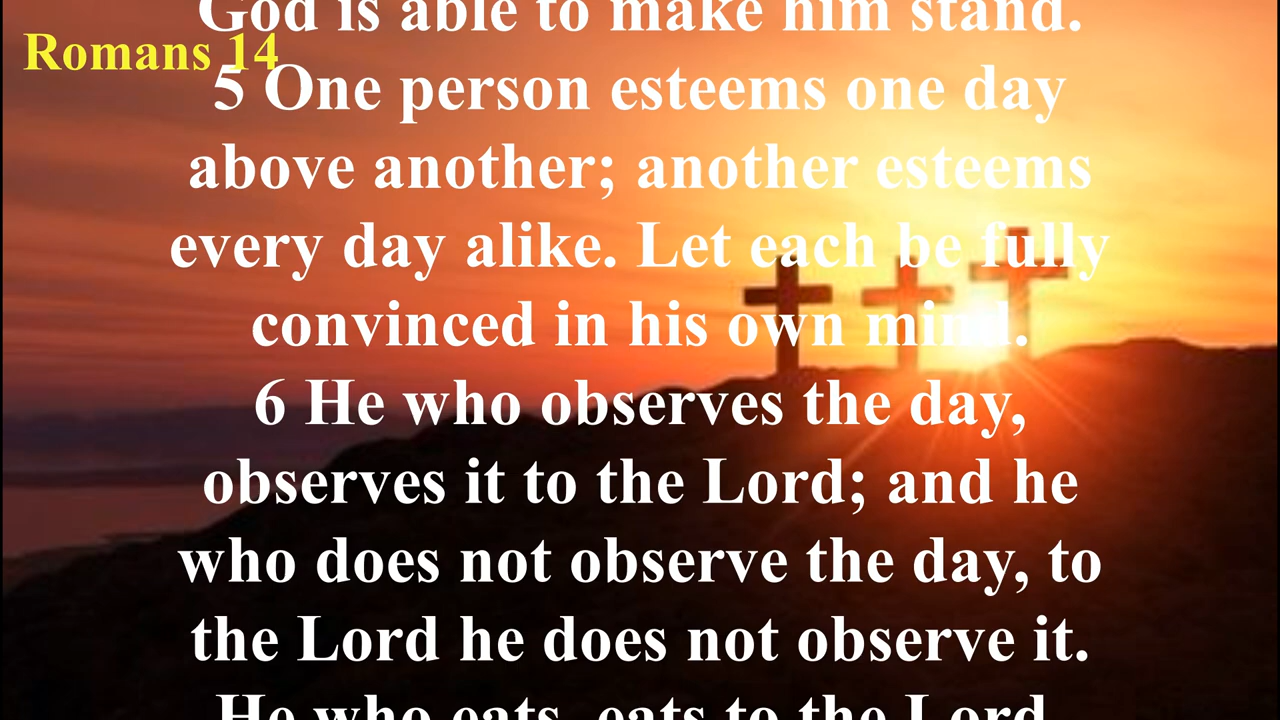 God is able to make him stand.
Romans 14
5 One person esteems one day
above another; another esteems
every day alike. Let each be fully
convinced in his own mind.
6 He who observes the day,
observes it to the Lord; and he
who does not observe the day, to
the Lord he does not observe it.
He who eats, eats to the Lord,